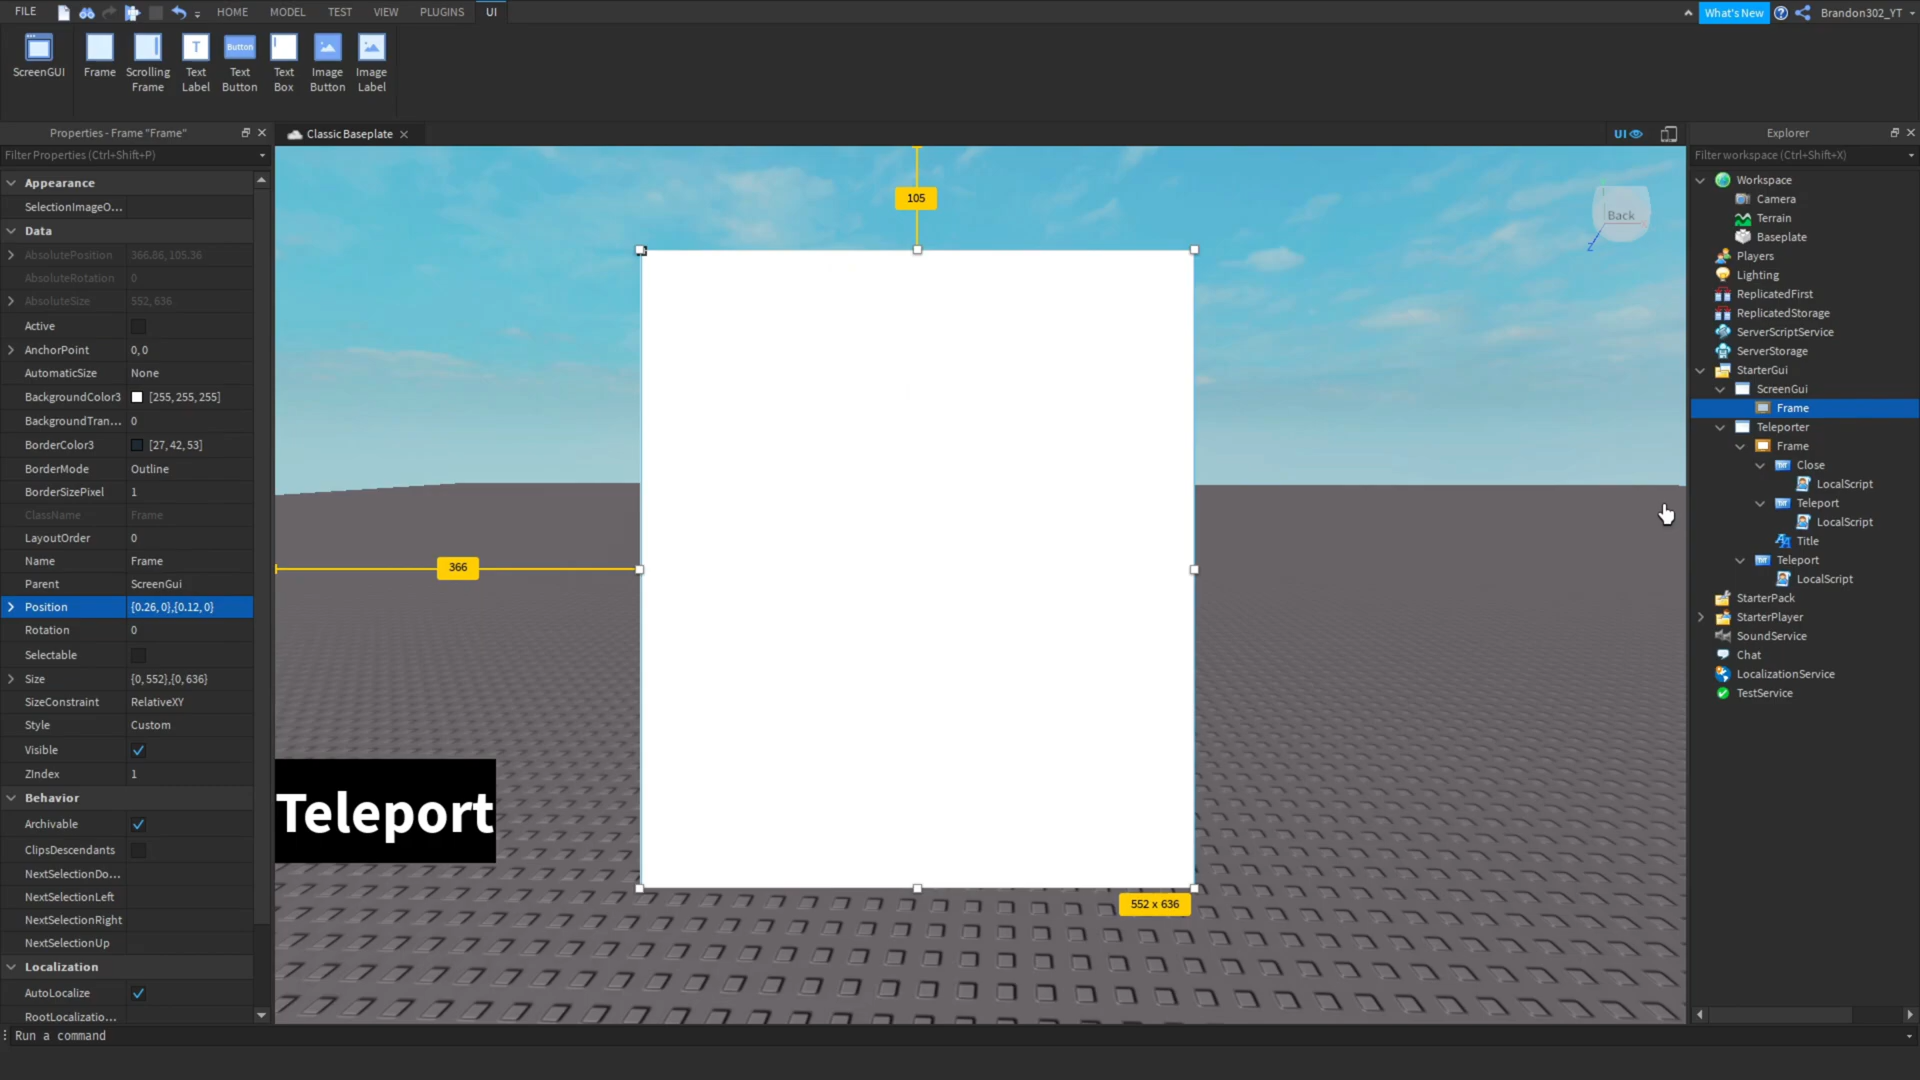 FILE HOME MODEL TEST VIEW PLUGINS UI What's New Brandon302_YT
ScreenGUI
Frame
Scrolling Frame
Text Label
Text Button
Text Box
Image Button
Image Label
T
Button
Properties - Frame "Frame"
Filter Properties (Ctrl+Shift+P)
Appearance
SelectionImageO...
Data
AbsolutePosition 366.86, 105.36
AbsoluteRotation 0
AbsoluteSize 552, 636
Active
AnchorPoint 0, 0
AutomaticSize None
BackgroundColor3 [255, 255, 255]
BackgroundTran... 0
BorderColor3 [27, 42, 53]
BorderMode Outline
BorderSizePixel 1
ClassName Frame
LayoutOrder 0
Name Frame
Parent ScreenGui
Position {0.26, 0},{0.12, 0}
Rotation 0
Selectable
Size {0, 552},{0, 636}
SizeConstraint RelativeXY
Style Custom
Visible
ZIndex 1
Behavior
Archivable
ClipsDescendants
NextSelectionDo...
NextSelectionLeft
NextSelectionRight
NextSelectionUp
Localization
AutoLocalize
RootLocalizatio...
Classic Baseplate
UI
105
Back
Z
366
Teleport
552 x 636
Explorer
Filter workspace (Ctrl+Shift+X)
Workspace
Camera
Terrain
Baseplate
Players
Lighting
ReplicatedFirst
ReplicatedStorage
ServerScriptService
ServerStorage
StarterGui
ScreenGui
Frame
Teleporter
Frame
Close
LocalScript
Teleport
LocalScript
Title
Teleport
LocalScript
StarterPack
StarterPlayer
SoundService
Chat
LocalizationService
TestService
Run a command